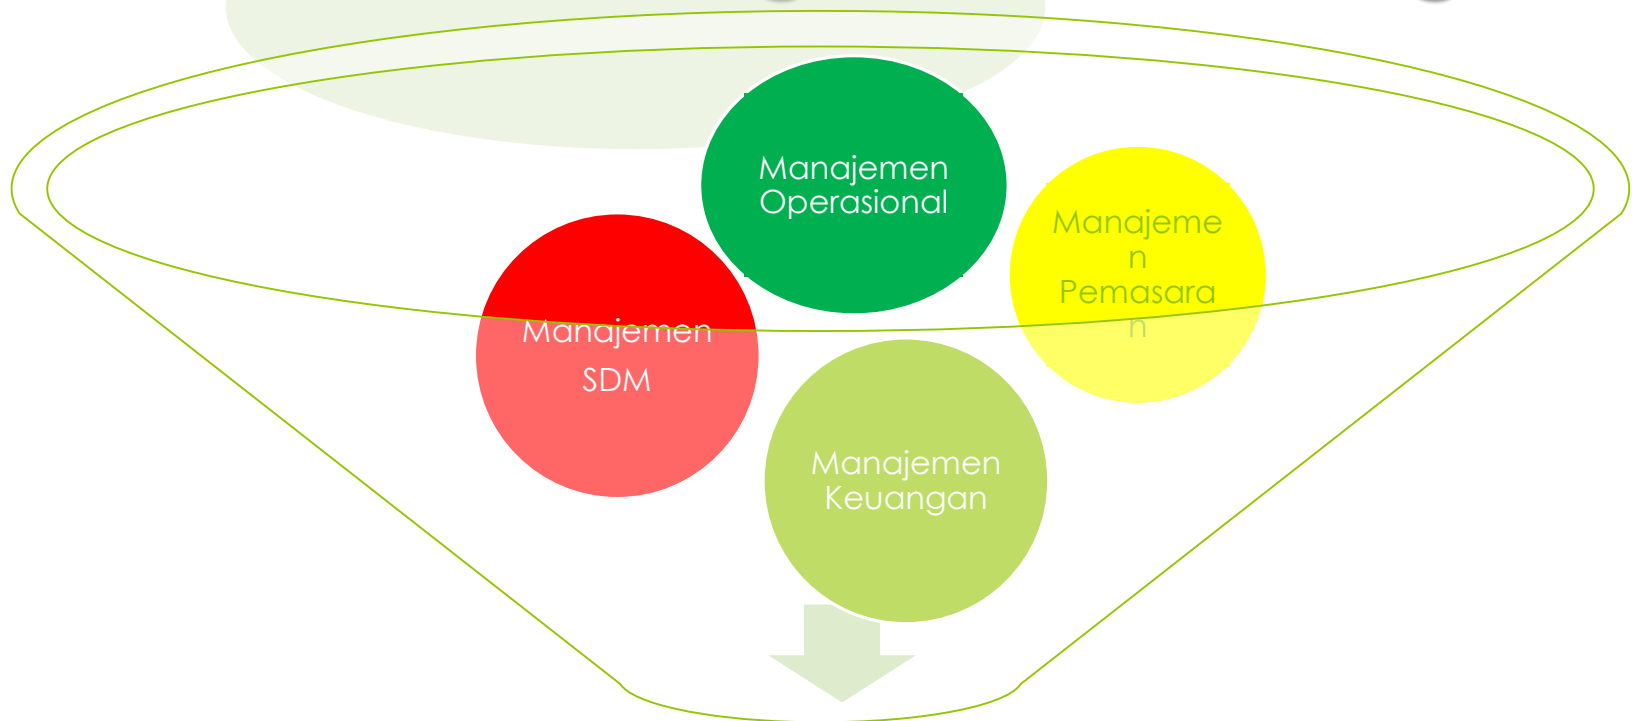 Manajemen
Operasional
Manajeme
n
Pemasara
n
Manajemen
SDM
Manajemen
Keuangan